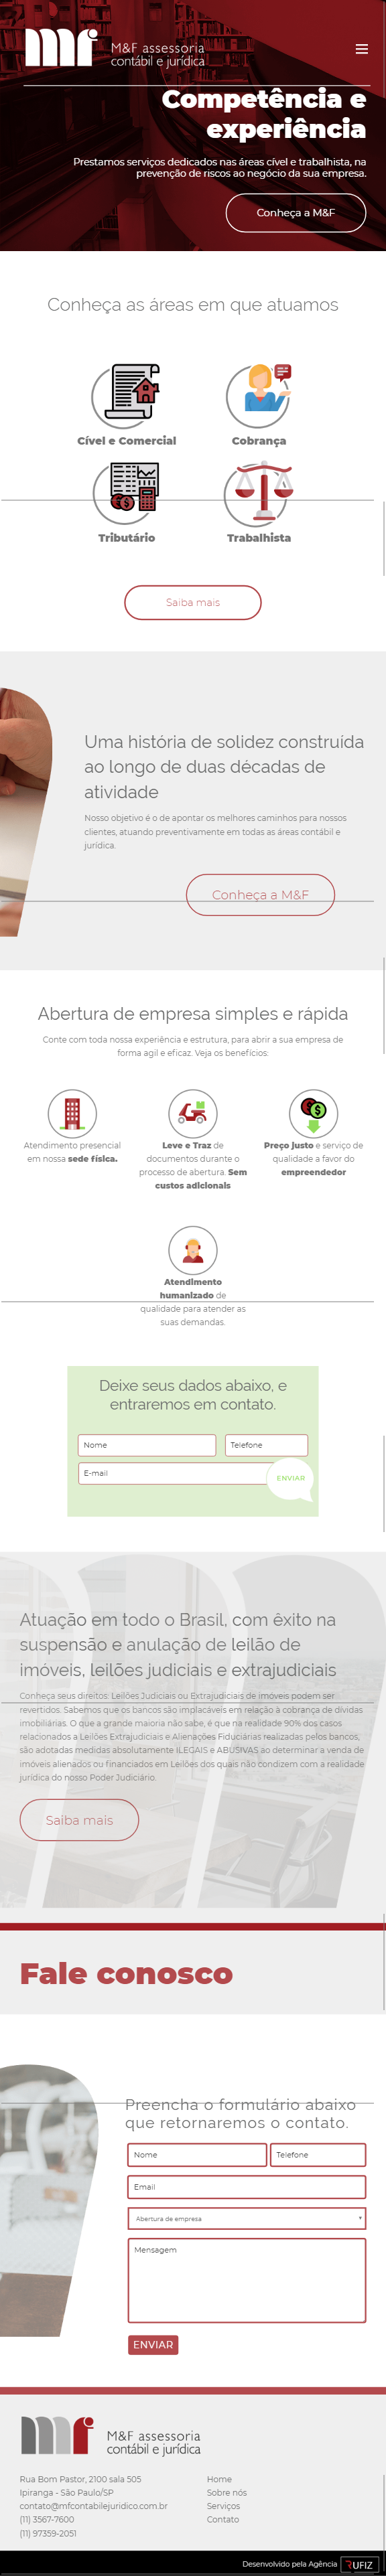 mf M&F assessoria
contábil e jurídica
Competência e
experiência
Prestamos serviços dedicados nas áreas cível e trabalhista, na
prevenção de riscos ao negócio da sua empresa.
Conheça a M&F
Conheça as áreas em que atuamos
Cível e Comercial
Cobrança
Tributário
Trabalhista
Saiba mais
Uma história de solidez construída
ao longo de duas décadas de
atividade
Nosso objetivo é o de apontar os melhores caminhos para nossos
clientes, atuando preventivamente em todas as áreas contábil e
jurídica.
Conheça a M&F
Abertura de empresa simples e rápida
Conte com toda nossa experiência e estrutura, para abrir a sua empresa de
forma agil e eficaz. Veja os benefícios:
Atendimento presencial
em nossa sede física.
Leve e Traz de
documentos durante o
processo de abertura. Sem
custos adicionais
Preço justo e serviço de
qualidade a favor do
empreendedor
Atendimento
humanizado de
qualidade para atender as
suas demandas.
Deixe seus dados abaixo, e
entraremos em contato.
Nome
Telefone
E-mail
ENVIAR
Atuação em todo o Brasil, com êxito na
suspensão e anulação de leilão de
imóveis, leilões judiciais e extrajudiciais
Conheça seus direitos: Leilões Judiciais ou Extrajudiciais de imóveis podem ser
revertidos. Sabemos que os bancos são implacáveis em relação à cobrança de dívidas
imobiliárias. O que a grande maioria não sabe, é que na realidade 90% dos casos
relacionados a Leilões Extrajudiciais e Alienações Fiduciárias realizadas pelos bancos,
são adotadas medidas absolutamente ILEGAIS e ABUSIVAS ao determinar a venda de
imóveis alienados ou financiados em Leilões dos quais não condizem com a realidade
jurídica do nosso Poder Judiciário.
Saiba mais
Fale conosco
Preencha o formulário abaixo
que retornaremos o contato.
Nome
Telefone
Email
Abertura de empresa
Mensagem
ENVIAR
mf M&F assessoria
contábil e jurídica
Rua Bom Pastor, 2100 sala 505
Ipiranga - São Paulo/SP
contato@mfcontabilejuridico.com.br
(11) 3567-7600
(11) 97359-2051
Home
Sobre nós
Serviços
Contato
Desenvolvido pela Agência RUFIZ